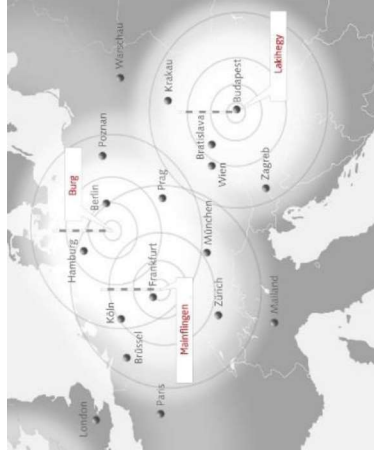 London
Paris
Brüssel
Köln
Hamburg
Burg
Berlin
Poznan
Warschau
Frankfurt
Mainflingen
Prag
Krakau
Zürich
München
Mailand
Wien
Bratislava
Budapest
Lakihegy
Zagreb